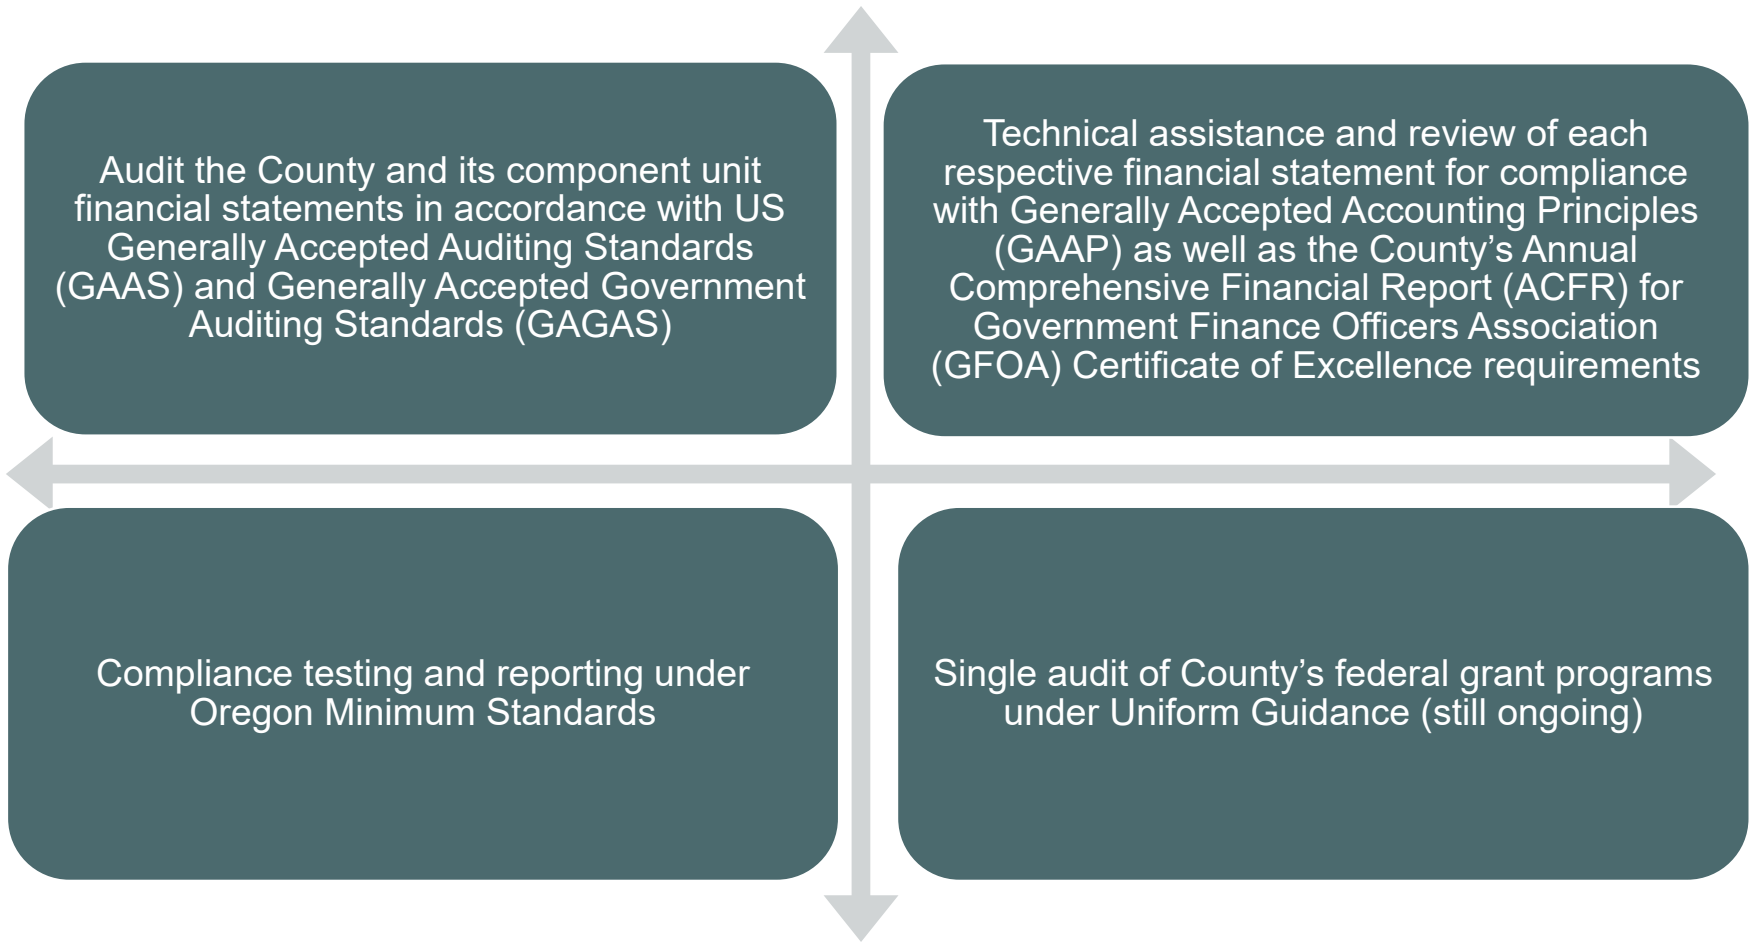 Audit the County and its component unit
financial statements in accordance with US
Generally Accepted Auditing Standards
(GAAS) and Generally Accepted Government
Auditing Standards (GAGAS)
Technical assistance and review of each
respective financial statement for compliance
with Generally Accepted Accounting Principles
(GAAP) as well as the County’s Annual
Comprehensive Financial Report (ACFR) for
Government Finance Officers Association
(GFOA) Certificate of Excellence requirements
Compliance testing and reporting under
Oregon Minimum Standards
Single audit of County’s federal grant programs
under Uniform Guidance (still ongoing)